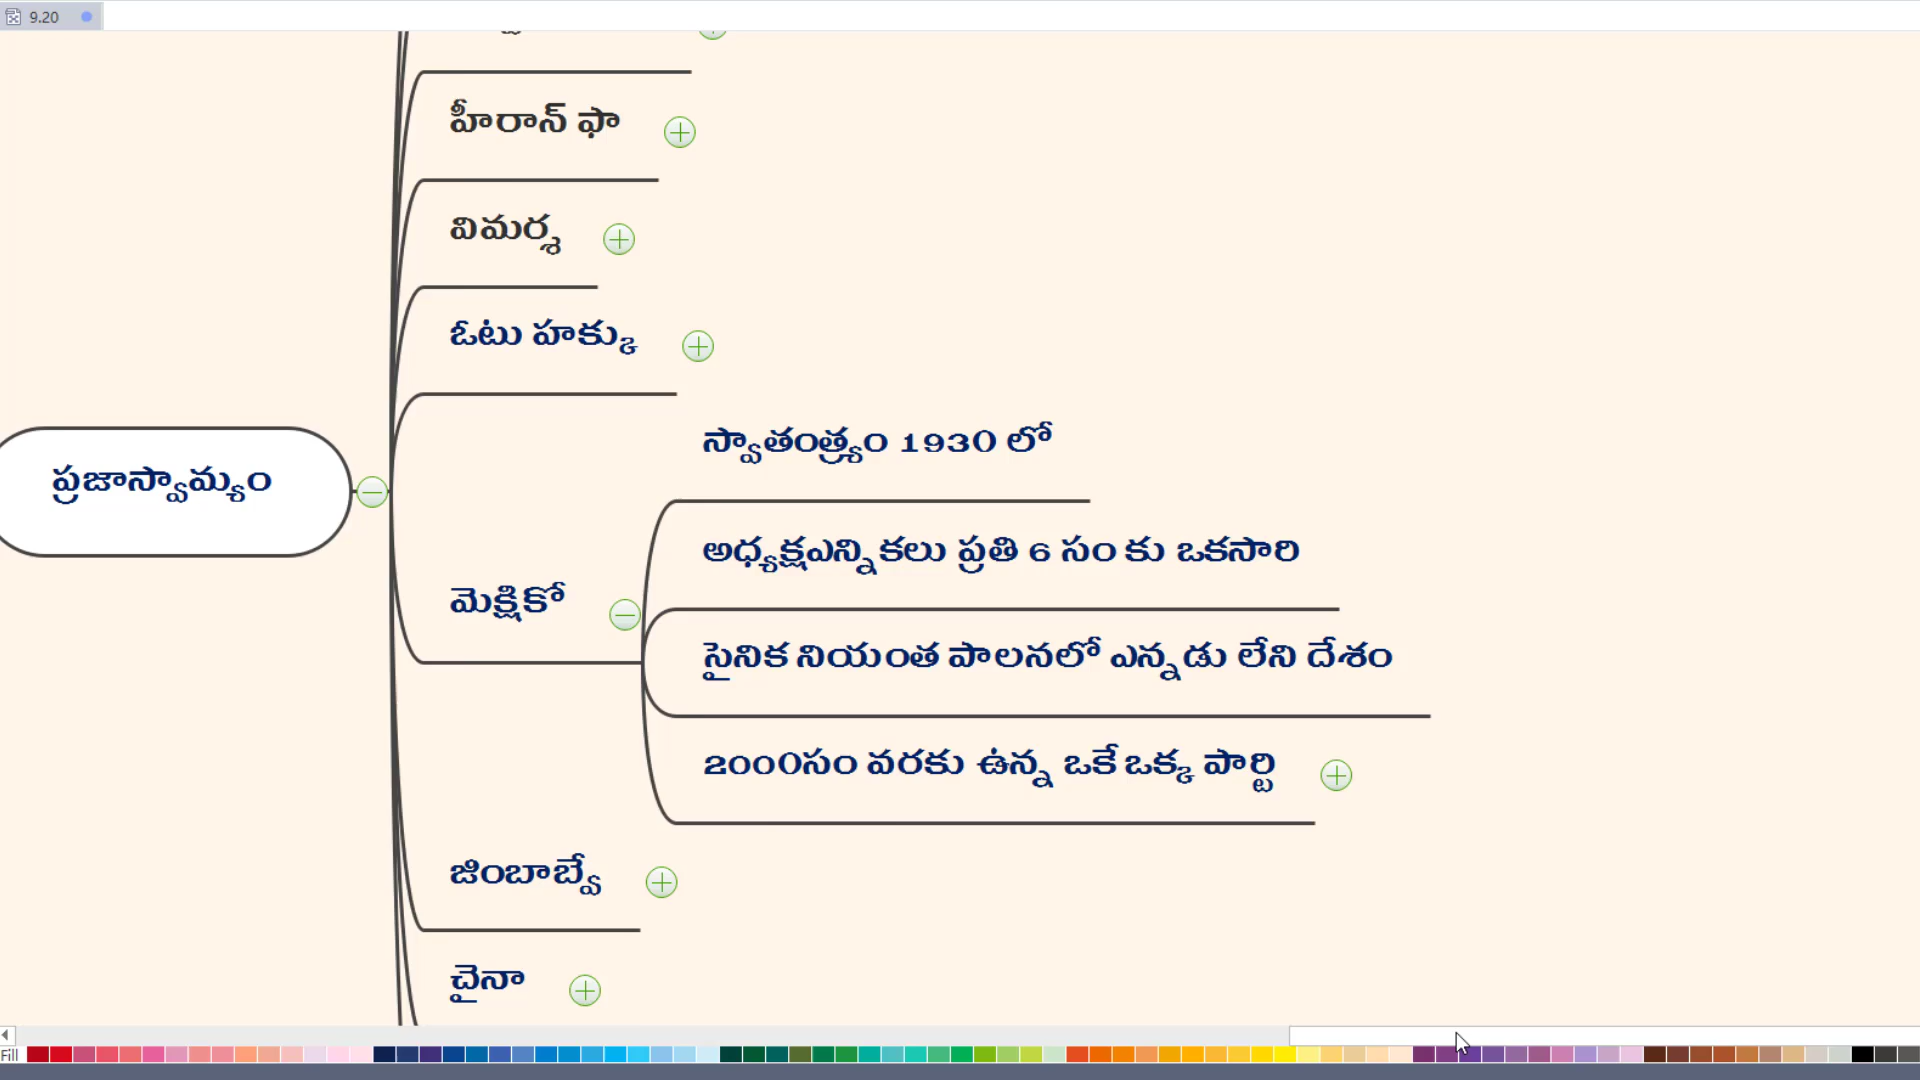 9.20
హీరాన్ ఫా
విమర్శ
ఓటు హక్కు
స్వాతంత్ర్యం 1930 లో
అధ్యక్షఎన్నికలు ప్రతి 6 సం కు ఒకసారి
ప్రజాస్వామ్యం
మెక్షికో
సైనిక నియంత పాలనలో ఎన్నడు లేని దేశం
2000సం వరకు ఉన్న ఒకే ఒక్క పార్టి
జింబాబ్వే
చైనా
Fill